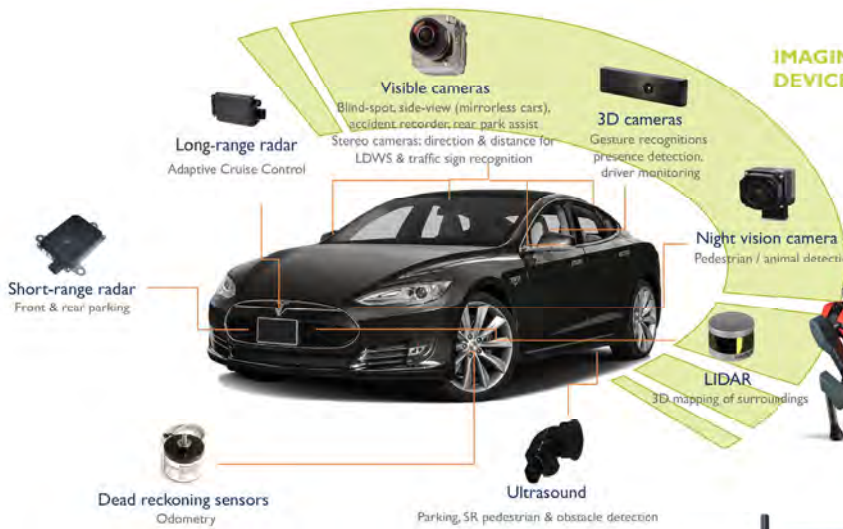 IMAGIN
DEVICE
Visible cameras
Blind-spot, side-view (mirrorless cars),
accident recorder, rear park assist
Stereo cameras: direction & distance for
LDWS & traffic sign recognition
3D cameras
Gesture recognitions
presence detection,
driver monitoring
Long-range radar
Adaptive Cruise Control
Night vision camera
Pedestrian / animal detectio
Short-range radar
Front & rear parking
LIDAR
3D mapping of surroundings
Dead reckoning sensors
Odometry
Ultrasound
Parking, SR pedestrian & obstacle detection